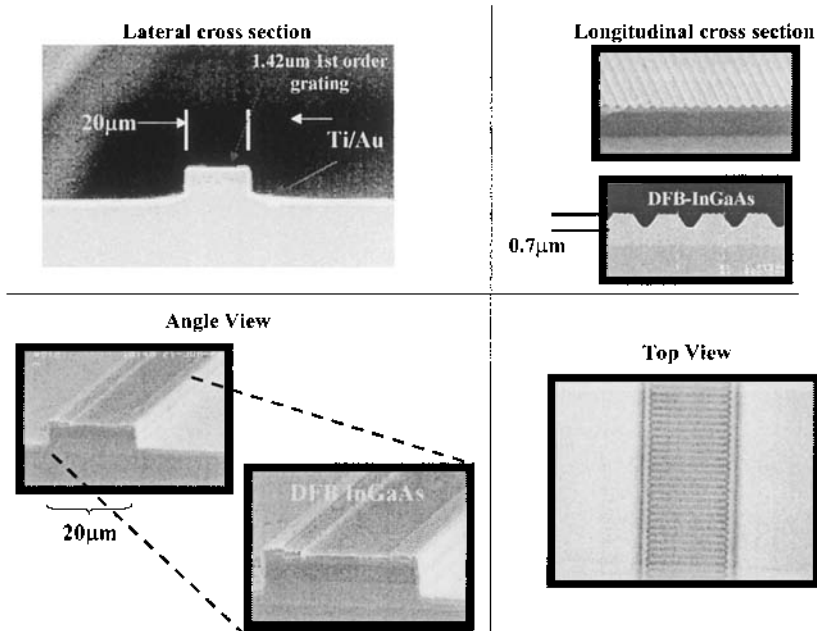 Lateral cross section
1.42um 1st order
grating
20μm
Ti/Au
Longitudinal cross section
DFB-InGaAs
0.7μm
Angle View
20μm
DFB InGaAs
Top View